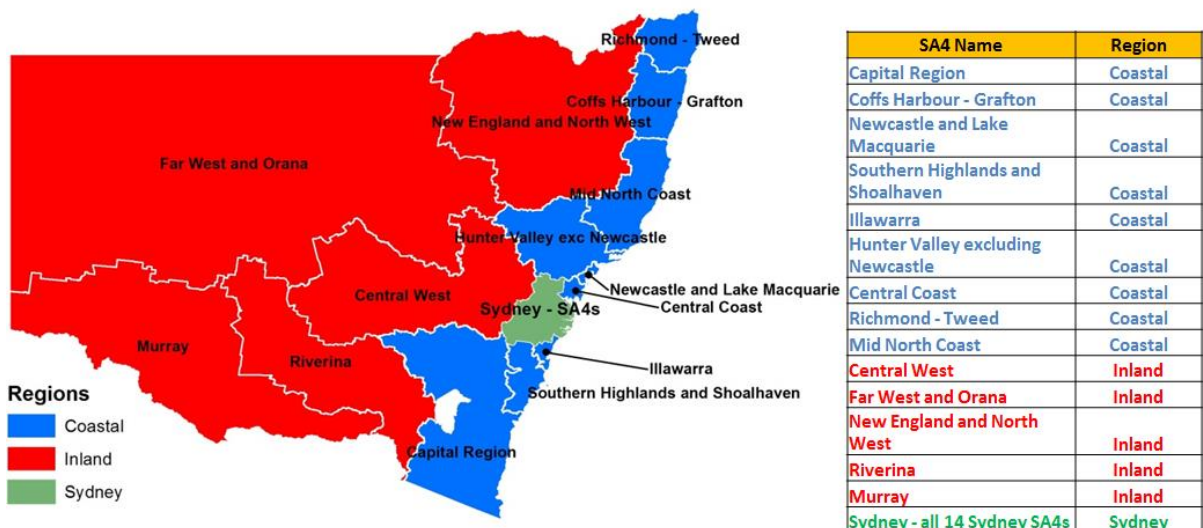 Richmond - Tweed
Coffs Harbour - Grafton
New England and North West
Far West and Orana
Mid North Coast
Hunter Valley exc Newcastle
Newcastle and Lake Macquarie
Central West
Sydney - SA4s
Central Coast
Murray
Riverina
Illawarra
Southern Highlands and Shoalhaven
Capital Region
Regions
Coastal
Inland
Sydney
SA4 Name Region
Capital Region Coastal
Coffs Harbour - Grafton Coastal
Newcastle and Lake
Macquarie Coastal
Southern Highlands and
Shoalhaven Coastal
Illawarra Coastal
Hunter Valley excluding
Newcastle Coastal
Central Coast Coastal
Richmond - Tweed Coastal
Mid North Coast Coastal
Central West Inland
Far West and Orana Inland
New England and North
West Inland
Riverina Inland
Murray Inland
Sydney - all 14 Sydney SA4s Sydney